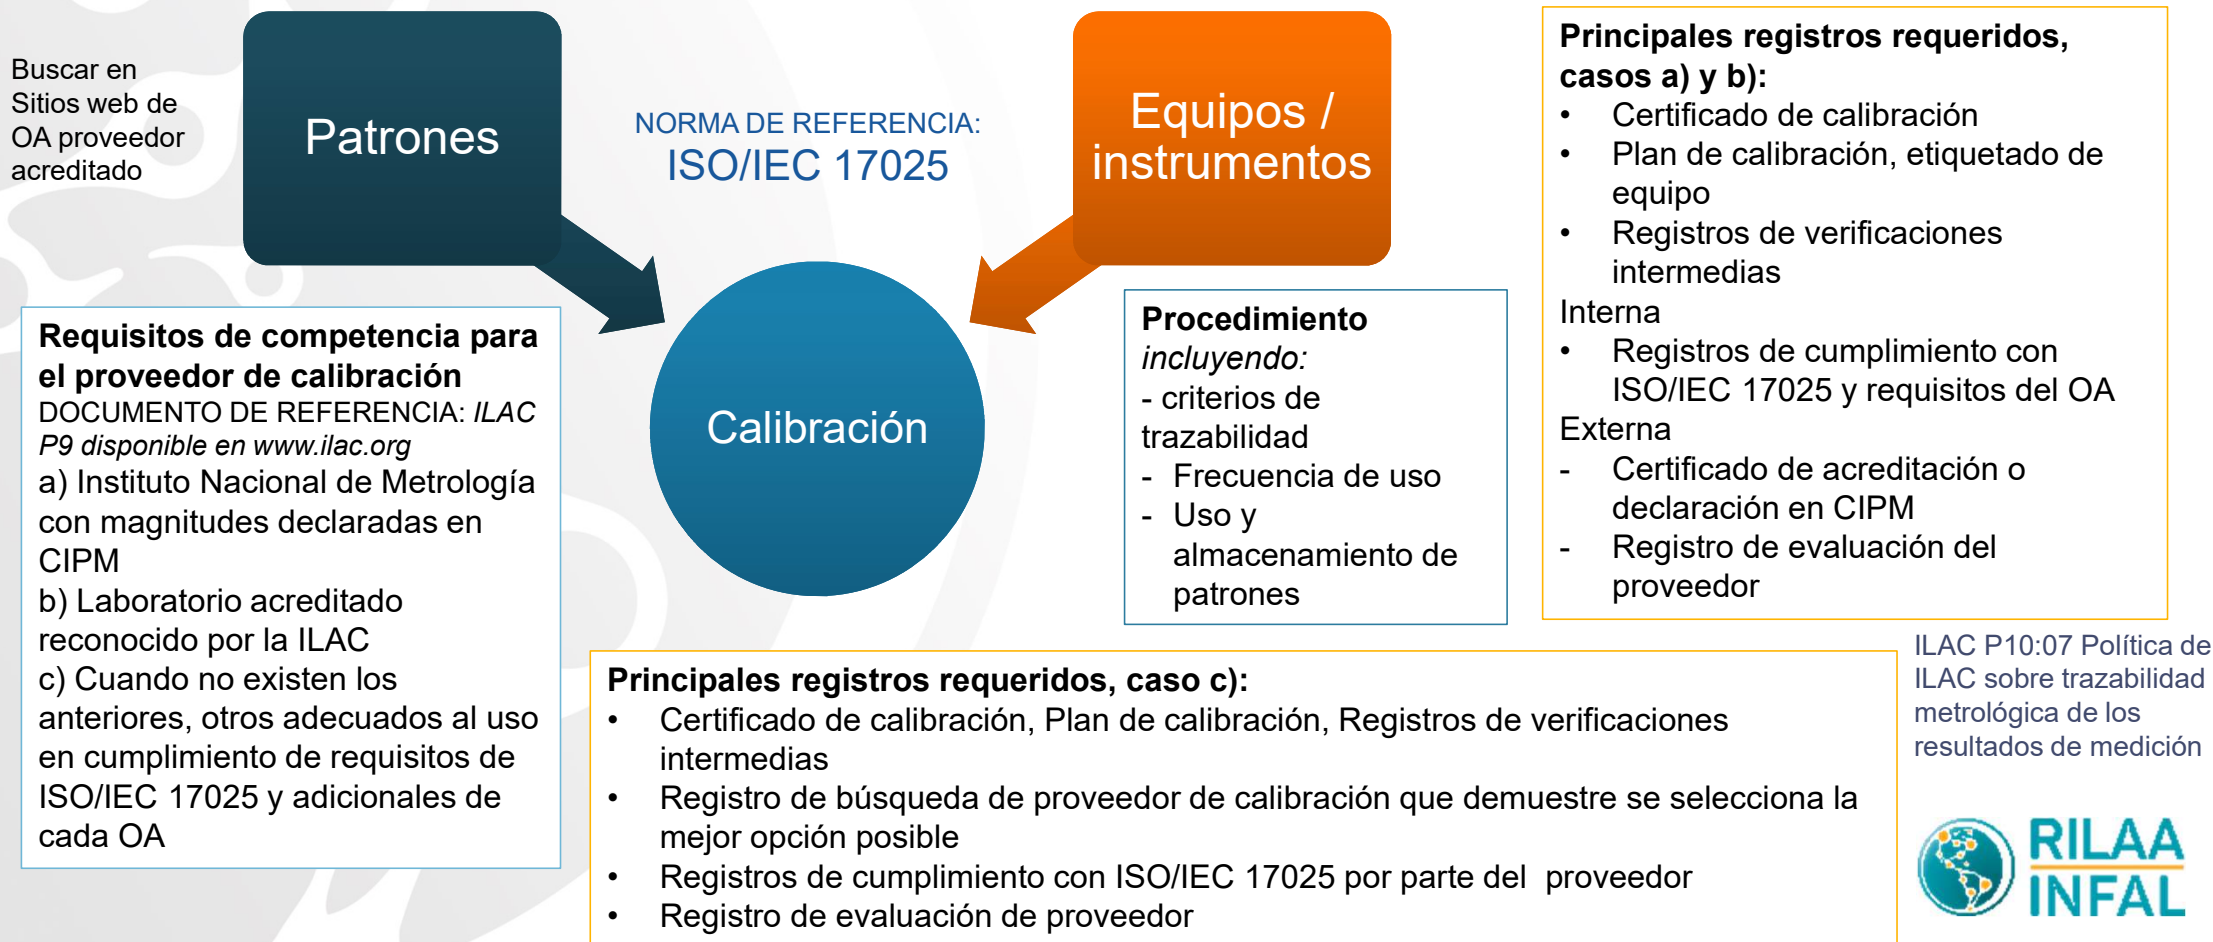 Buscar en
Sitios web de
OA proveedor
acreditado
Patrones
NORMA DE REFERENCIA:
ISO/IEC 17025
Equipos /
instrumentos
Calibración
Requisitos de competencia para
el proveedor de calibración
DOCUMENTO DE REFERENCIA: ILAC
P9 disponible en www.ilac.org
a) Instituto Nacional de Metrología
con magnitudes declaradas en
CIPM
b) Laboratorio acreditado
reconocido por la ILAC
c) Cuando no existen los
anteriores, otros adecuados al uso
en cumplimiento de requisitos de
ISO/IEC 17025 y adicionales de
cada OA
Procedimiento
incluyendo:
- criterios de
trazabilidad
- Frecuencia de uso
- Uso y
almacenamiento de
patrones
Principales registros requeridos,
casos a) y b):
• Certificado de calibración
• Plan de calibración, etiquetado de
equipo
• Registros de verificaciones
intermedias
Interna
• Registros de cumplimiento con
ISO/IEC 17025 y requisitos del OA
Externa
- Certificado de acreditación o
declaración en CIPM
- Registro de evaluación del
proveedor
Principales registros requeridos, caso c):
• Certificado de calibración, Plan de calibración, Registros de verificaciones
intermedias
• Registro de búsqueda de proveedor de calibración que demuestre se selecciona la
mejor opción posible
• Registros de cumplimiento con ISO/IEC 17025 por parte del  proveedor
• Registro de evaluación de proveedor
ILAC P10:07 Política de
ILAC sobre trazabilidad
metrológica de los
resultados de medición
RILAA
INFAL